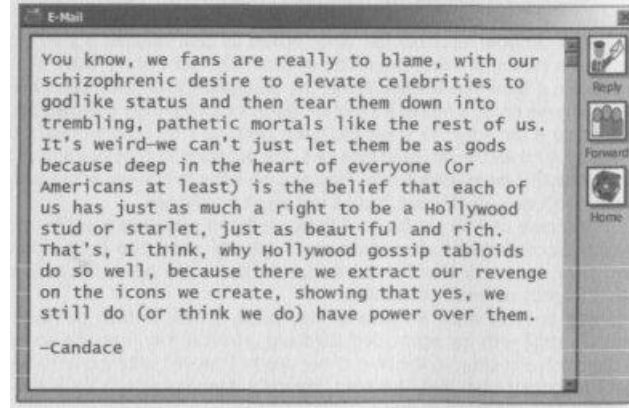 E-Mail
You know, we fans are really to blame, with our
schizophrenic desire to elevate celebrities to
godlike status and then tear them down into
trembling, pathetic mortals like the rest of us.
It's weird—we can't just let them be as gods
because deep in the heart of everyone (or
Americans at least) is the belief that each of
us has just as much a right to be a Hollywood
stud or starlet, just as beautiful and rich.
That's, I think, why Hollywood gossip tabloids
do so well, because there we extract our revenge
on the icons we create, showing that yes, we
still do (or think we do) have power over them.
—Candace
Reply
Forward
Home